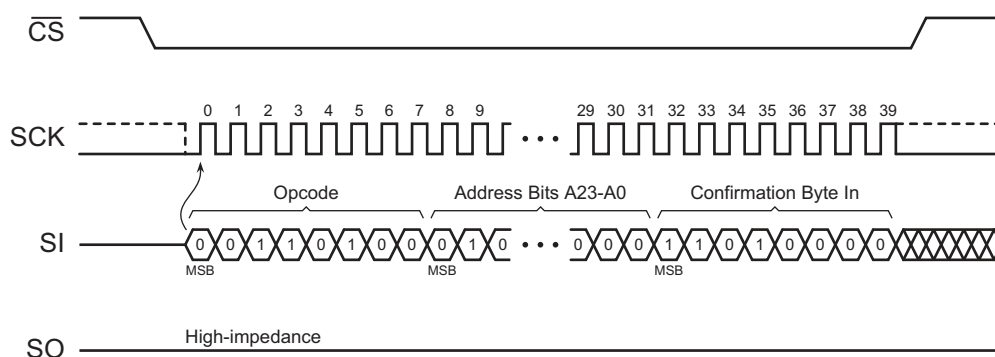 CS
0 1 2 3 4 5 6 7 8 9 29 30 31 32 33 34 35 36 37 38 39
SCK
Opcode Address Bits A23-A0 Confirmation Byte In
SI 0 0 1 1 0 1 0 0 0 1 0 0 0 0 1 1 0 1 0 0 0 0
MSB MSB MSB
High-impedance
SO